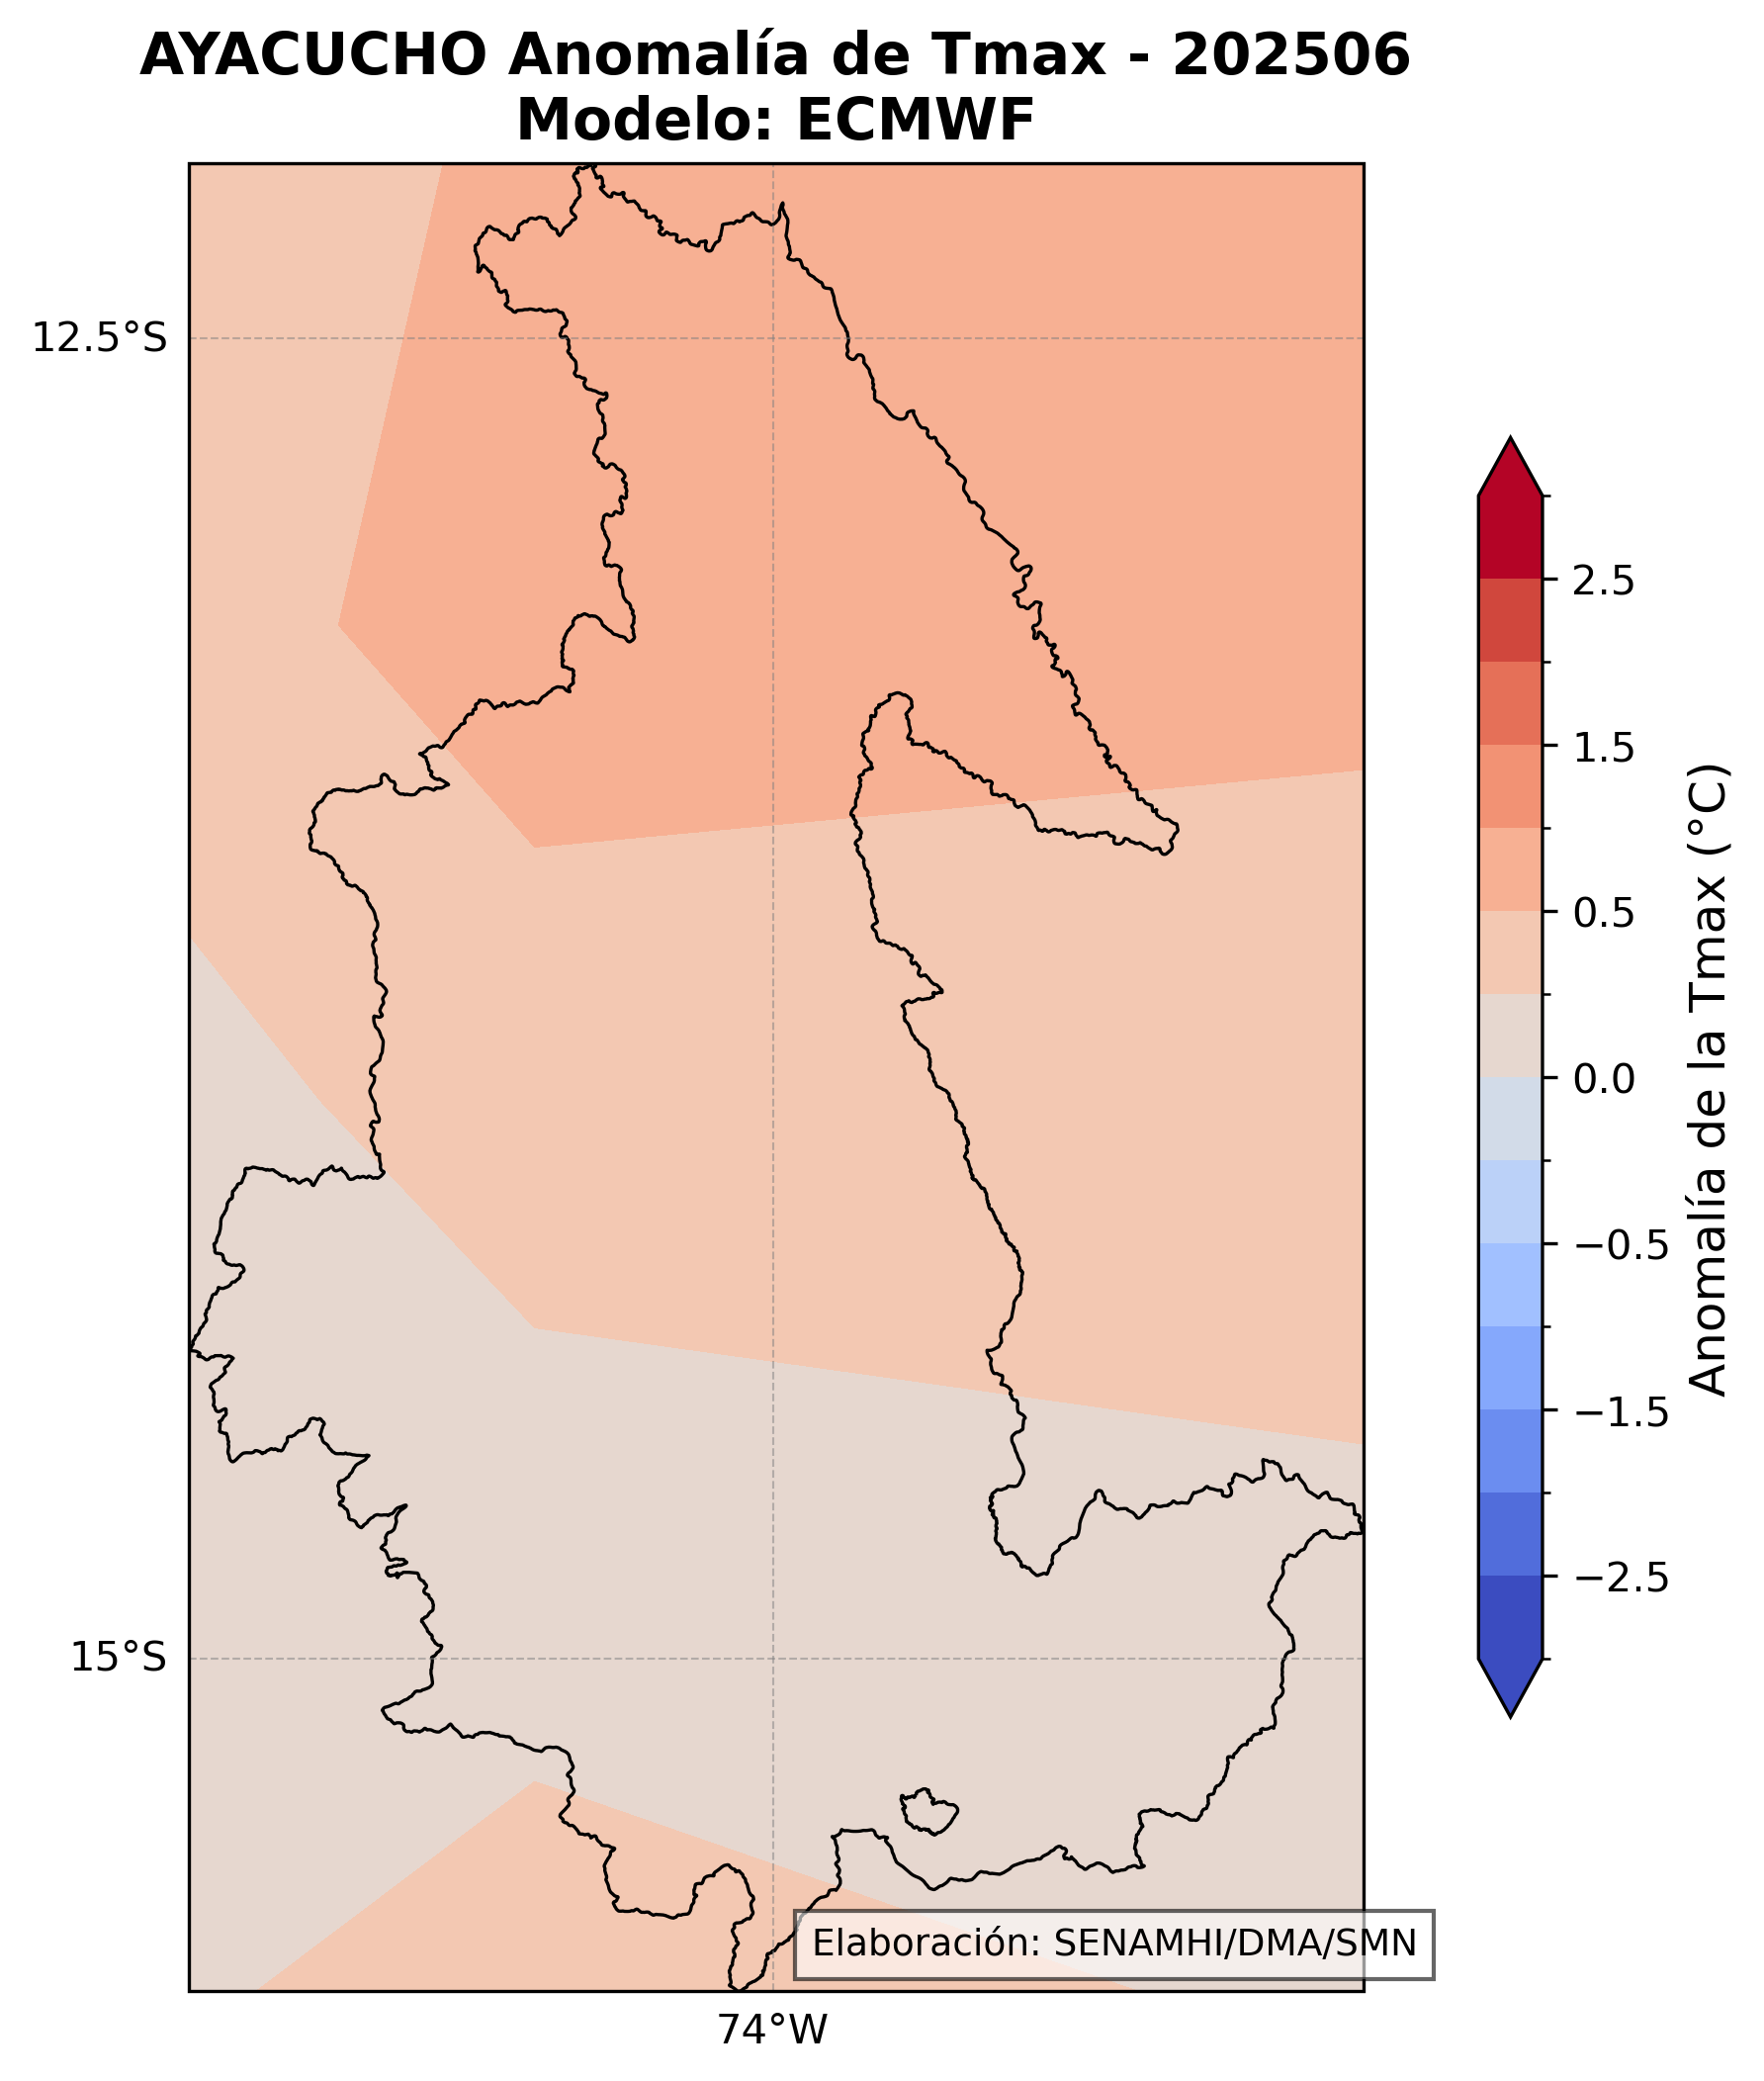 AYACUCHO Anomalía de Tmax - 202506
Modelo: ECMWF
12.5°S
15°S
74°W
2.5
1.5
0.5
0.0
−0.5
−1.5
−2.5
Anomalía de la Tmax (°C)
Elaboración: SENAMHI/DMA/SMN